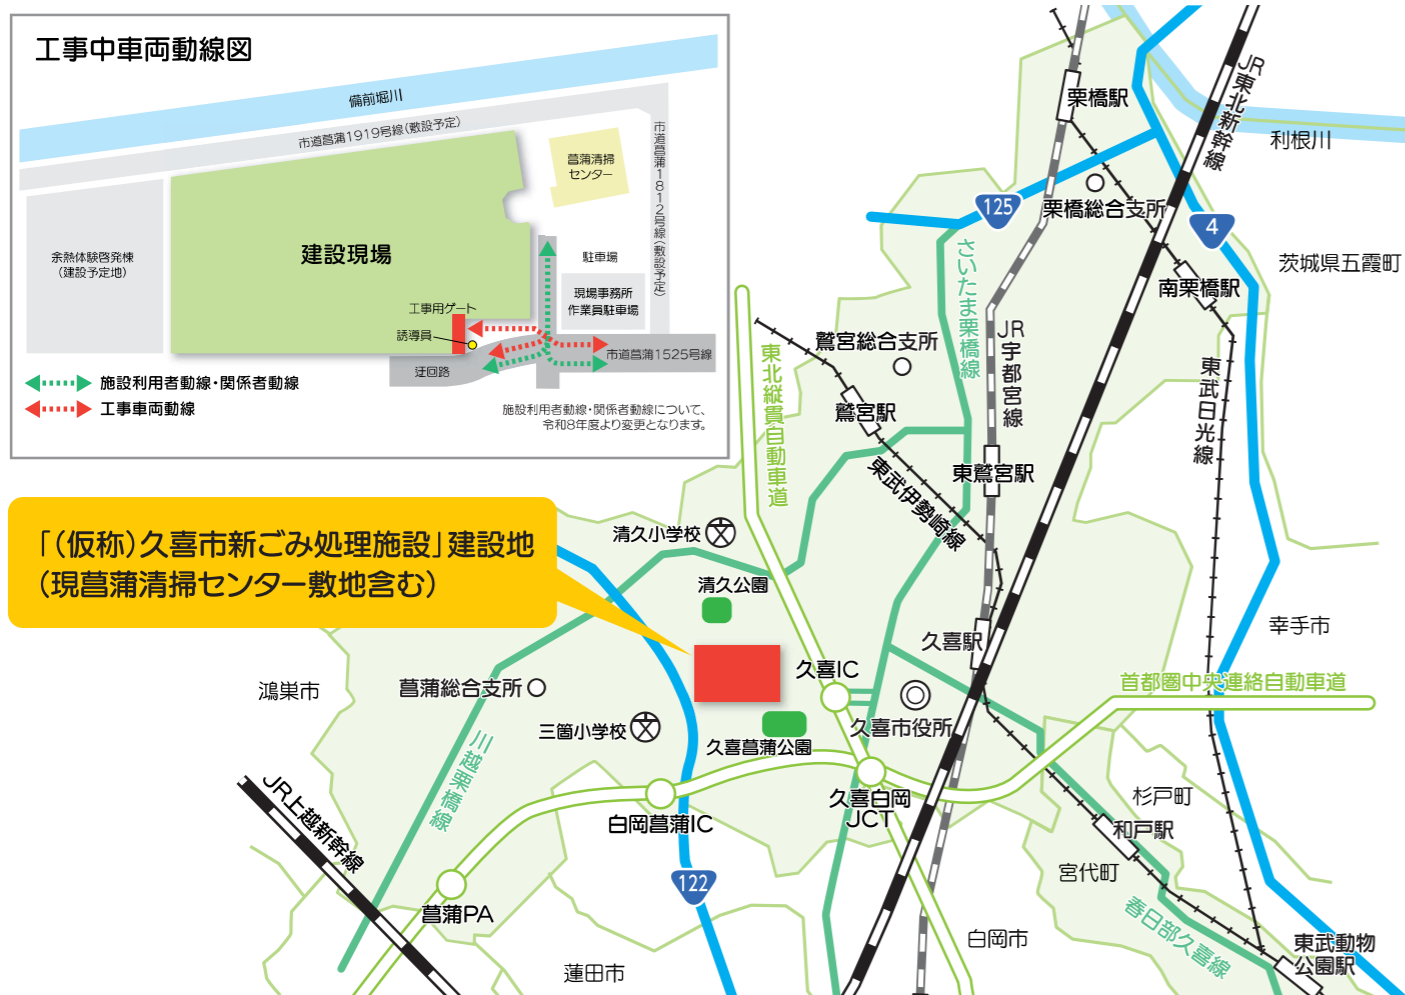 工事中車両動線図
備前堀川
市道菖蒲1919号線(敷設予定)
市道菖蒲1812号線(敷設予定)
菖蒲清掃
センター
余熱体験啓発棟
(建設予定地)
建設現場
駐車場
現場事務所
作業員駐車場
工事用ゲート
誘導員
市道菖蒲1525号線
迂回路
施設利用者動線・関係者動線
工事車両動線
施設利用者動線・関係者動線について、
令和8年度より変更となります。
「(仮称)久喜市新ごみ処理施設」建設地
(現菖蒲清掃センター敷地含む)
栗橋駅
JR東北新幹線
利根川
125
栗橋総合支所
4
茨城県五霞町
南栗橋駅
さいたま栗橋線
JR宇都宮線
東武日光線
鷲宮総合支所
東北縦貫自動車道
鷲宮駅
東鷲宮駅
東武伊勢崎線
清久小学校
清久公園
久喜駅
幸手市
久喜IC
首都圏中央連絡自動車道
鴻巣市
菖蒲総合支所
三箇小学校
久喜菖蒲公園
久喜市役所
川越栗橋線
JR上越新幹線
白岡菖蒲IC
久喜白岡
JCT
杉戸町
和戸駅
宮代町
122
菖蒲PA
春日部久喜線
白岡市
蓮田市
東武動物
公園駅